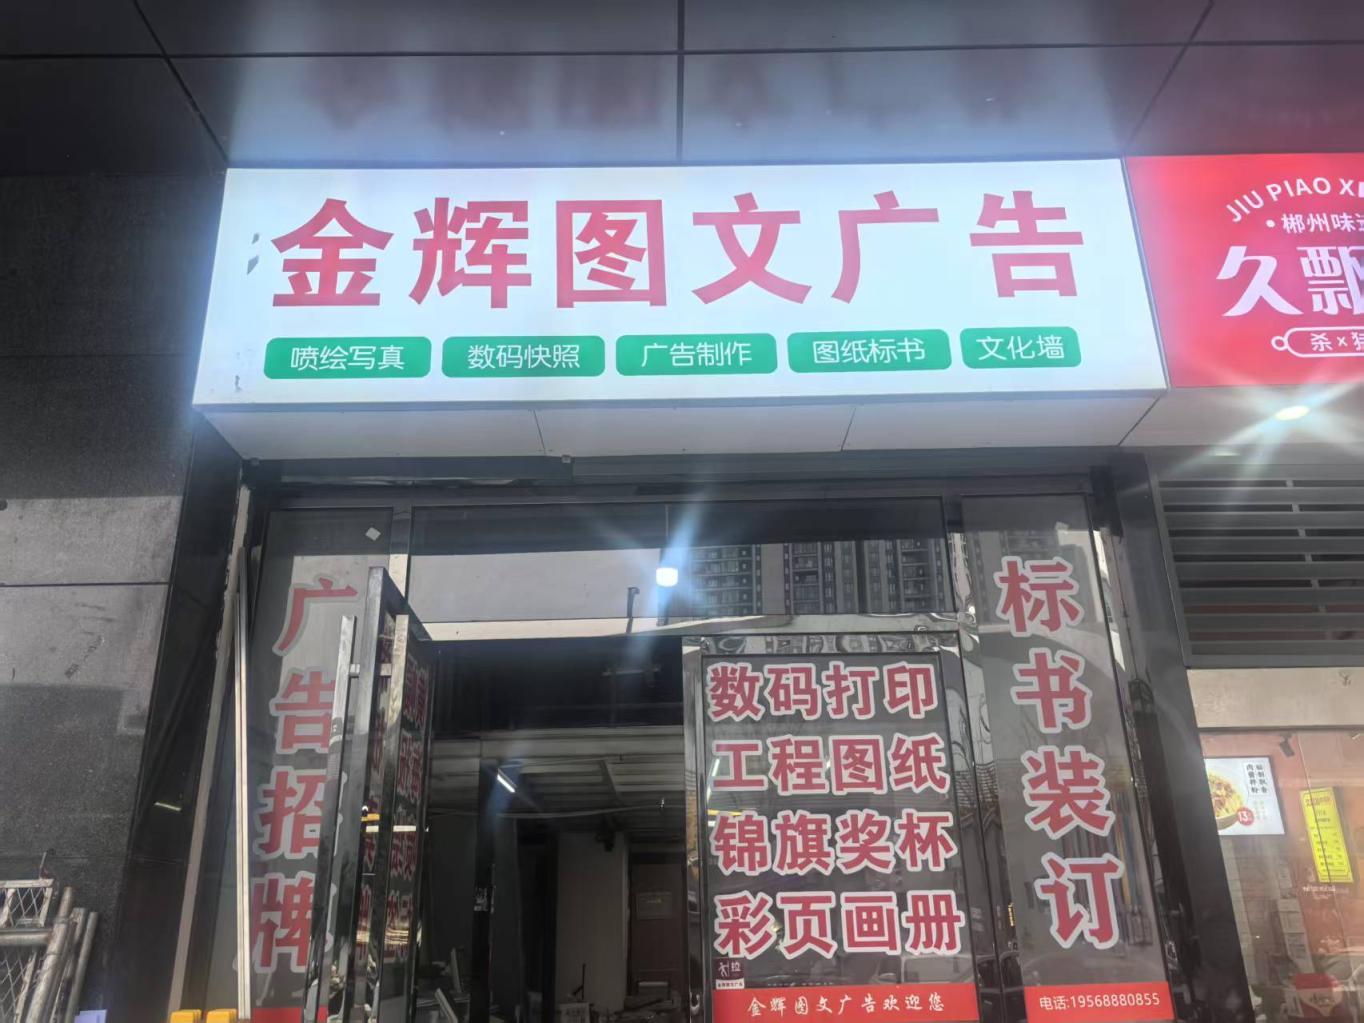 金辉图文广告
喷绘写真
数码快照
广告制作
图纸标书
文化墙
JIU PIAO
郴州味
久飘
杀×
广告招牌
数码打印
工程图纸
锦旗奖杯
彩页画册
金辉图文广告欢迎您
标书装订
电话:19568880855